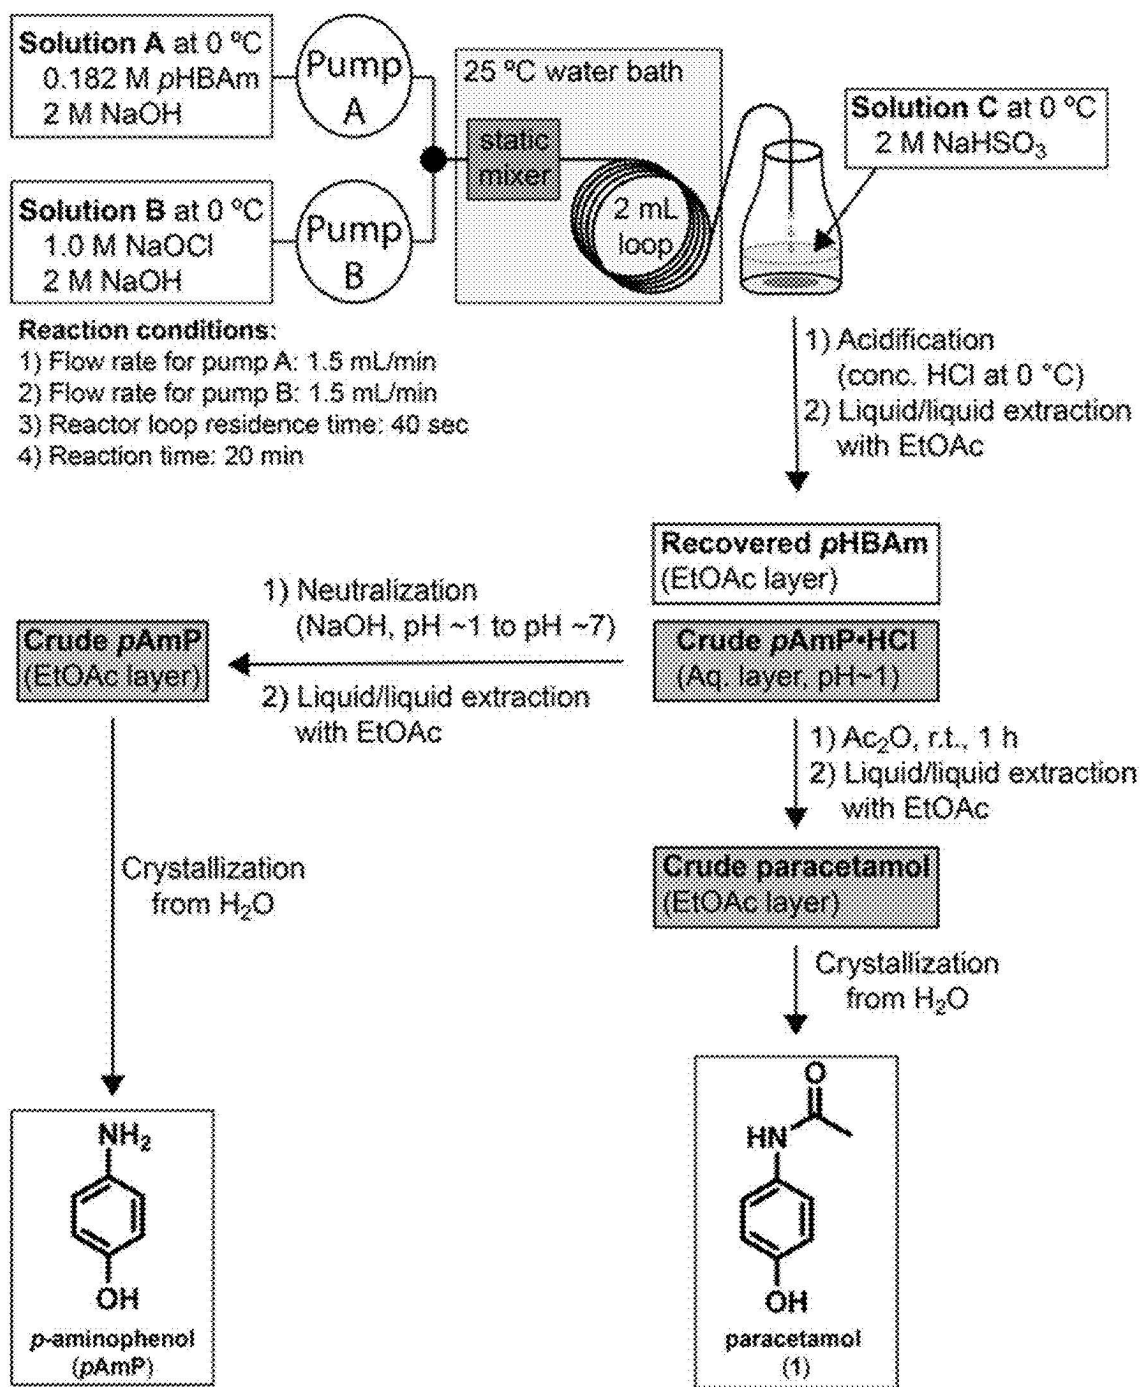 Solution A at 0 ºC
0.182 M pHBAm
2 M NaOH
Pump
A
25 ºC water bath
static
mixer
2 mL
loop
Solution C at 0 ºC
2 M NaHSO₃
Solution B at 0 ºC
1.0 M NaOCl
2 M NaOH
Pump
B
Reaction conditions:
1) Flow rate for pump A: 1.5 mL/min
2) Flow rate for pump B: 1.5 mL/min
3) Reactor loop residence time: 40 sec
4) Reaction time: 20 min
1) Acidification
(conc. HCl at 0 °C)
2) Liquid/liquid extraction
with EtOAc
Recovered pHBAm
(EtOAc layer)
Crude pAmP•HCl
(Aq. layer, pH~1)
1) Neutralization
(NaOH, pH ~1 to pH ~7)
2) Liquid/liquid extraction
with EtOAc
Crude pAmP
(EtOAc layer)
1) Ac₂O, r.t., 1 h
2) Liquid/liquid extraction
with EtOAc
Crude paracetamol
(EtOAc layer)
Crystallization
from H₂O
Crystallization
from H₂O
NH₂
OH
p-aminophenol
(pAmP)
O
HN
OH
paracetamol
(1)